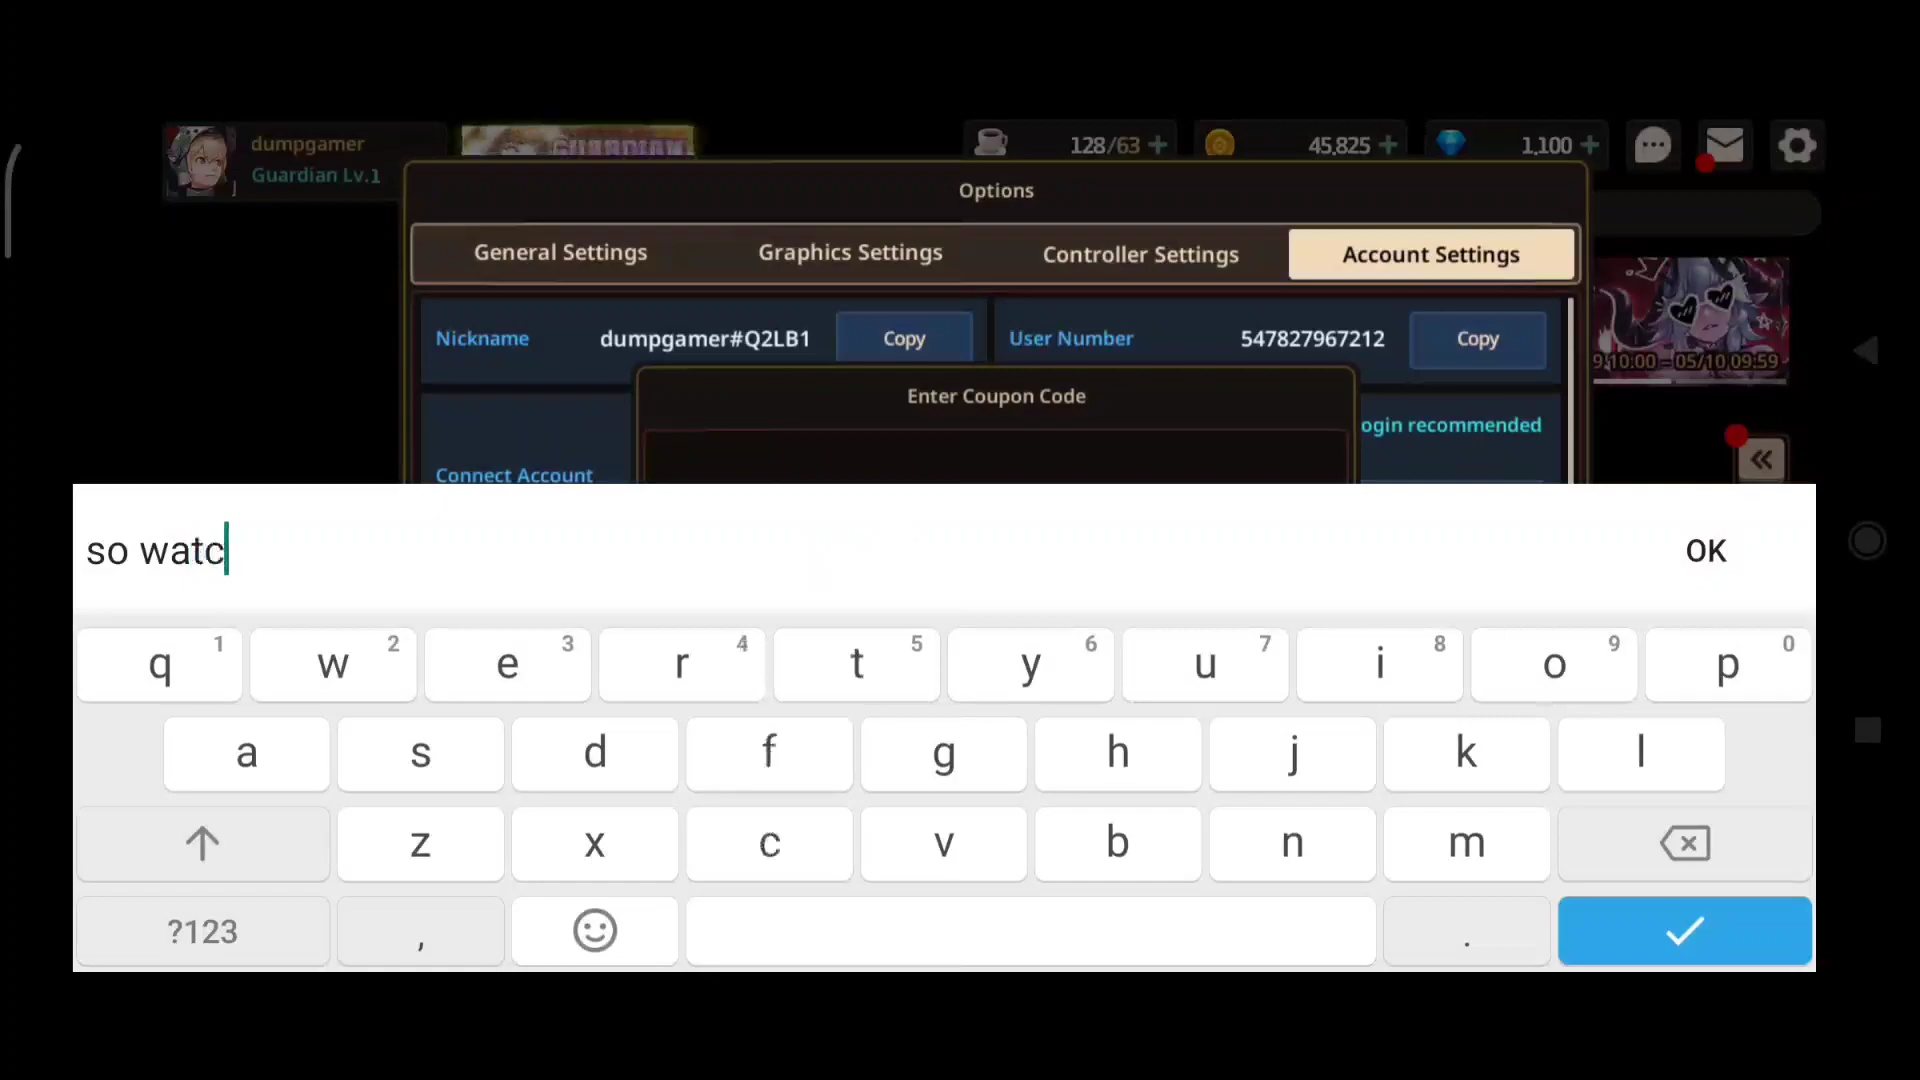 dumpgamer
Guardian Lv.1
GUARDIAN
128/63
45,825
1,100
Options
General Settings
Graphics Settings
Controller Settings
Account Settings
Nickname
dumpgamer#Q2LB1
Copy
User Number
547827967212
Copy
10:00 – 05/10 09:59
Enter Coupon Code
ogin recommended
Connect Account
so watc
OK
q 1 w 2 e 3 r 4 t 5 y 6 u 7 i 8 o 9 p 0
a s d f g h j k l
z x c v b n m
?123 , .